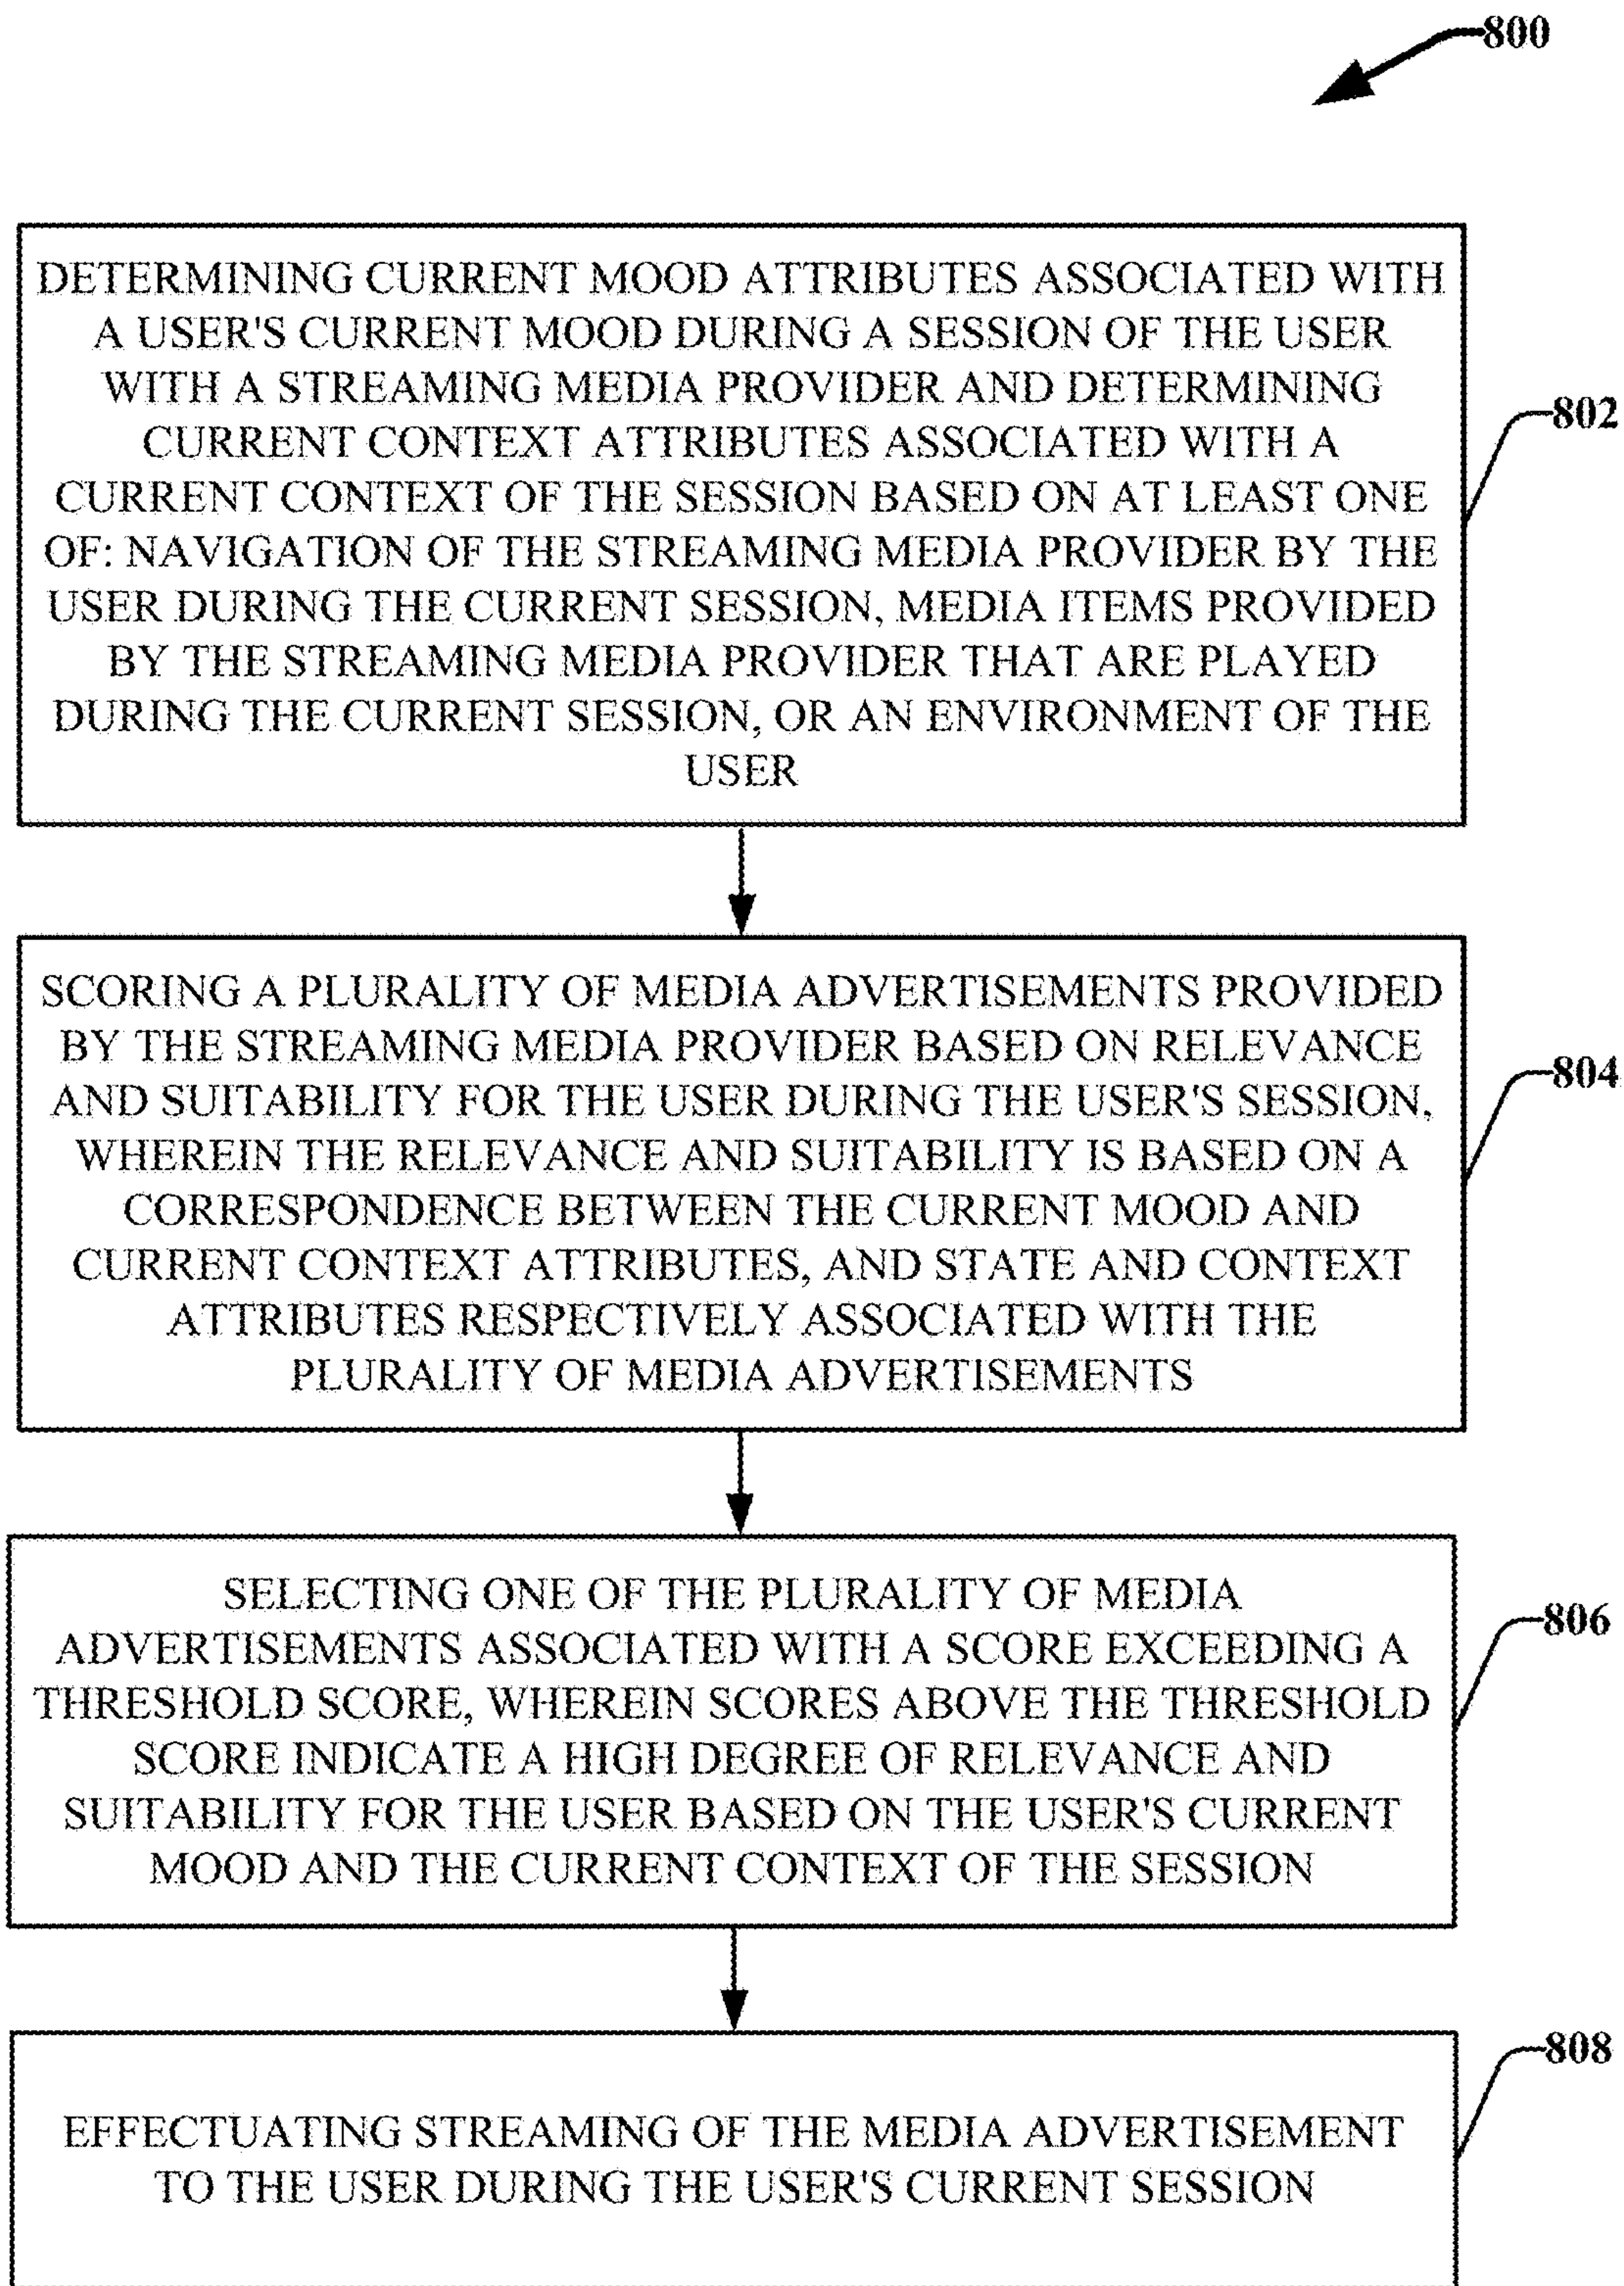 800
DETERMINING CURRENT MOOD ATTRIBUTES ASSOCIATED WITH
A USER'S CURRENT MOOD DURING A SESSION OF THE USER
WITH A STREAMING MEDIA PROVIDER AND DETERMINING
CURRENT CONTEXT ATTRIBUTES ASSOCIATED WITH A
CURRENT CONTEXT OF THE SESSION BASED ON AT LEAST ONE
OF: NAVIGATION OF THE STREAMING MEDIA PROVIDER BY THE
USER DURING THE CURRENT SESSION, MEDIA ITEMS PROVIDED
BY THE STREAMING MEDIA PROVIDER THAT ARE PLAYED
DURING THE CURRENT SESSION, OR AN ENVIRONMENT OF THE
USER
802
SCORING A PLURALITY OF MEDIA ADVERTISEMENTS PROVIDED
BY THE STREAMING MEDIA PROVIDER BASED ON RELEVANCE
AND SUITABILITY FOR THE USER DURING THE USER'S SESSION,
WHEREIN THE RELEVANCE AND SUITABILITY IS BASED ON A
CORRESPONDENCE BETWEEN THE CURRENT MOOD AND
CURRENT CONTEXT ATTRIBUTES, AND STATE AND CONTEXT
ATTRIBUTES RESPECTIVELY ASSOCIATED WITH THE
PLURALITY OF MEDIA ADVERTISEMENTS
804
SELECTING ONE OF THE PLURALITY OF MEDIA
ADVERTISEMENTS ASSOCIATED WITH A SCORE EXCEEDING A
THRESHOLD SCORE, WHEREIN SCORES ABOVE THE THRESHOLD
SCORE INDICATE A HIGH DEGREE OF RELEVANCE AND
SUITABILITY FOR THE USER BASED ON THE USER'S CURRENT
MOOD AND THE CURRENT CONTEXT OF THE SESSION
806
EFFECTUATING STREAMING OF THE MEDIA ADVERTISEMENT
TO THE USER DURING THE USER'S CURRENT SESSION
808